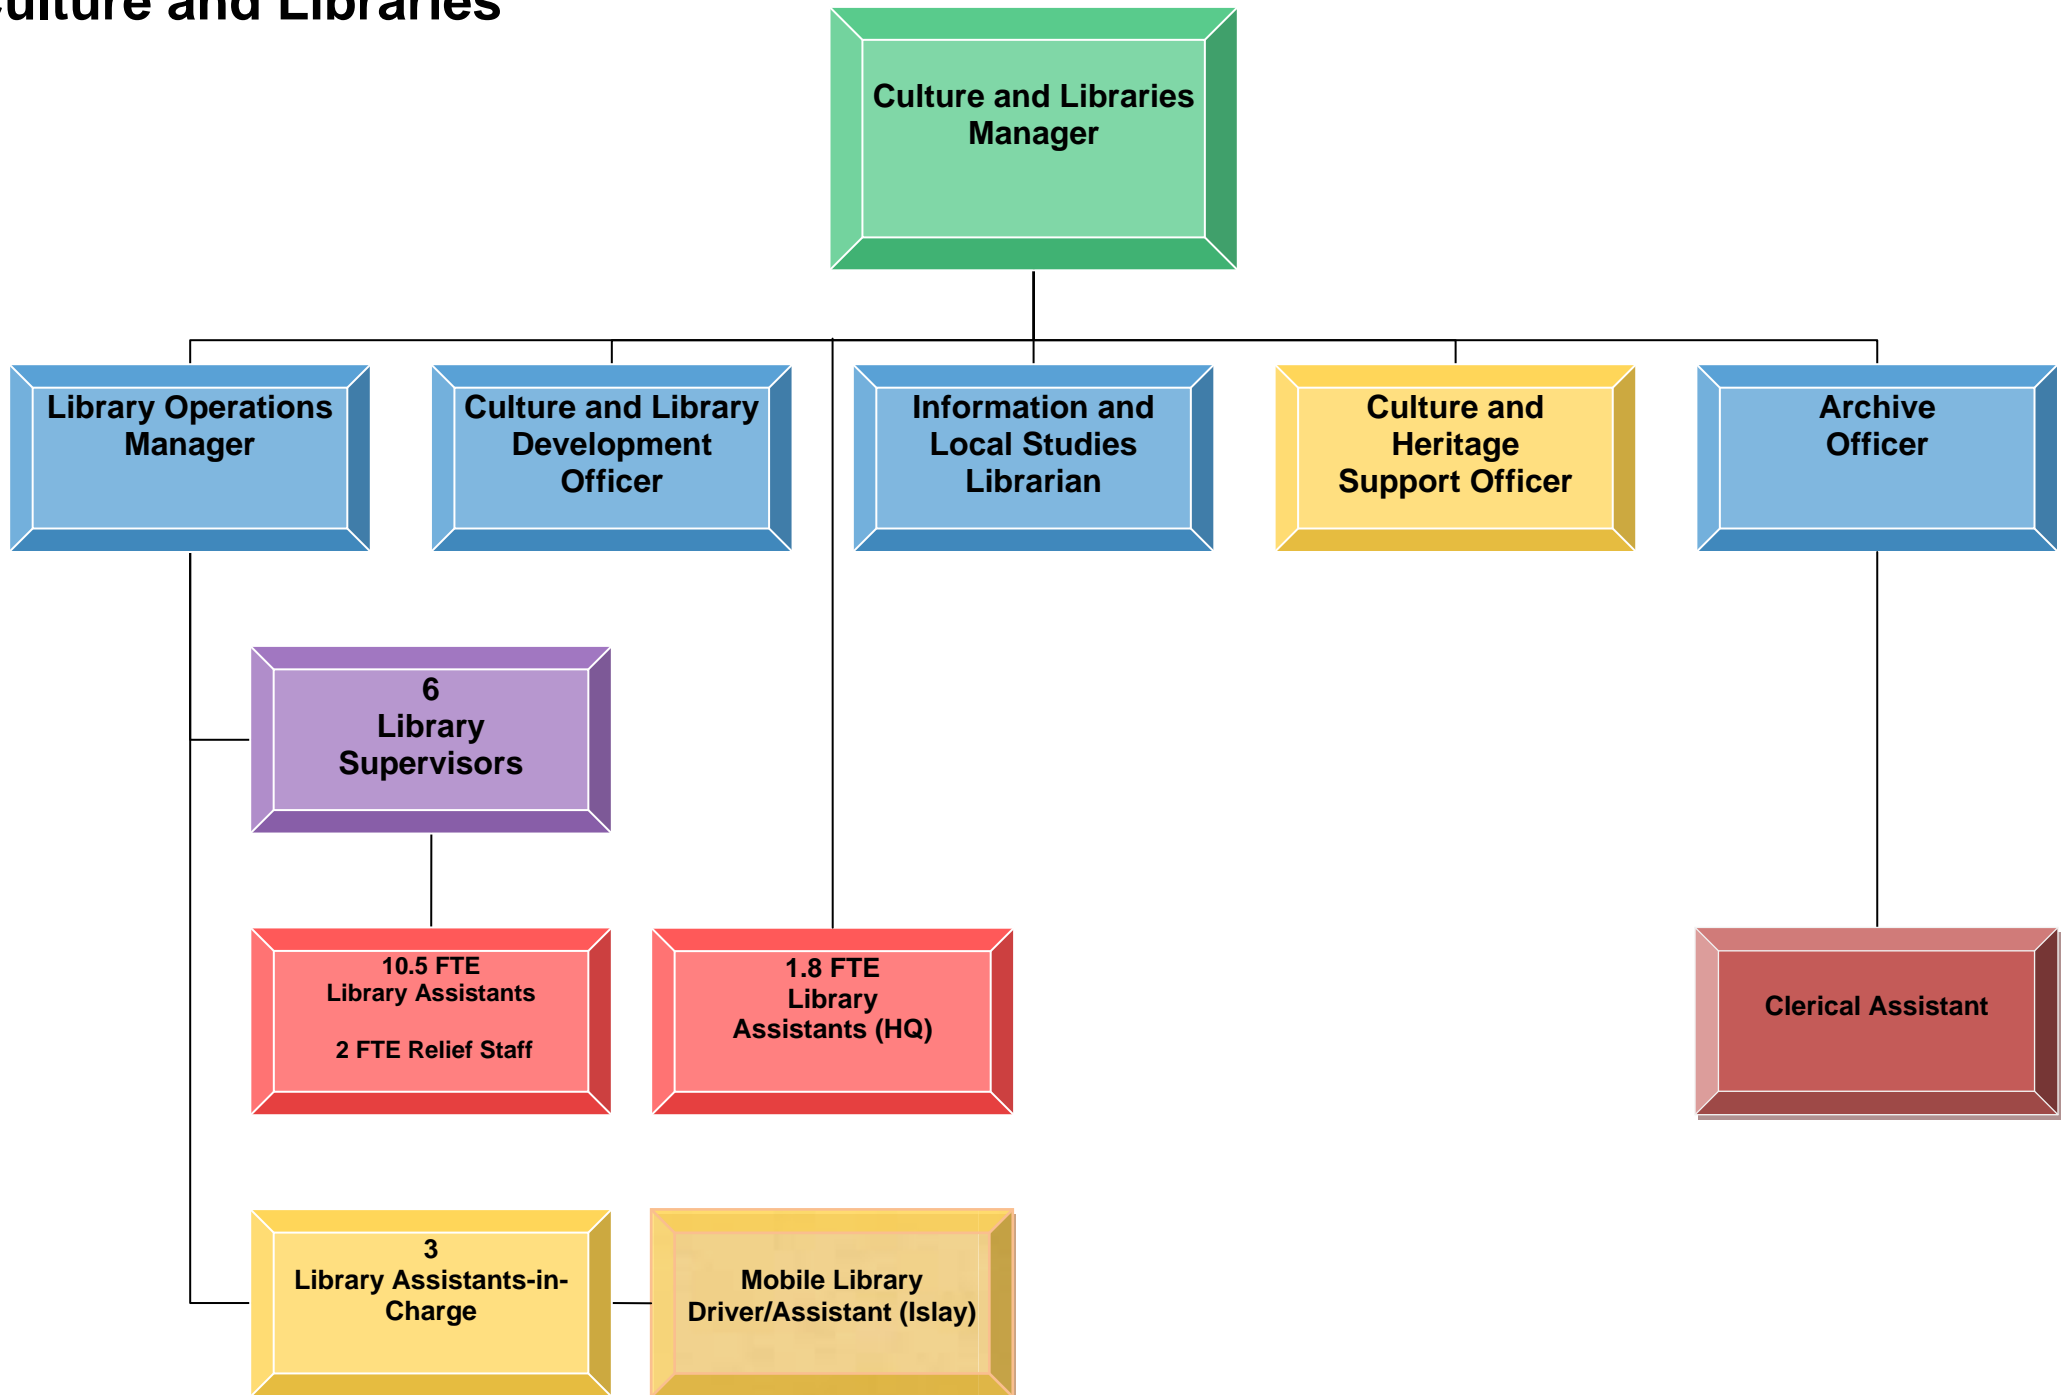 Culture and Libraries
Culture and Libraries
Manager
Library Operations
Manager
Culture and Library
Development
Officer
Information and
Local Studies
Librarian
Culture and
Heritage
Support Officer
Archive
Officer
6
Library
Supervisors
10.5 FTE
Library Assistants
2 FTE Relief Staff
1.8 FTE
Library
Assistants (HQ)
Clerical Assistant
3
Library Assistants-in-
Charge
Mobile Library
Driver/Assistant (Islay)